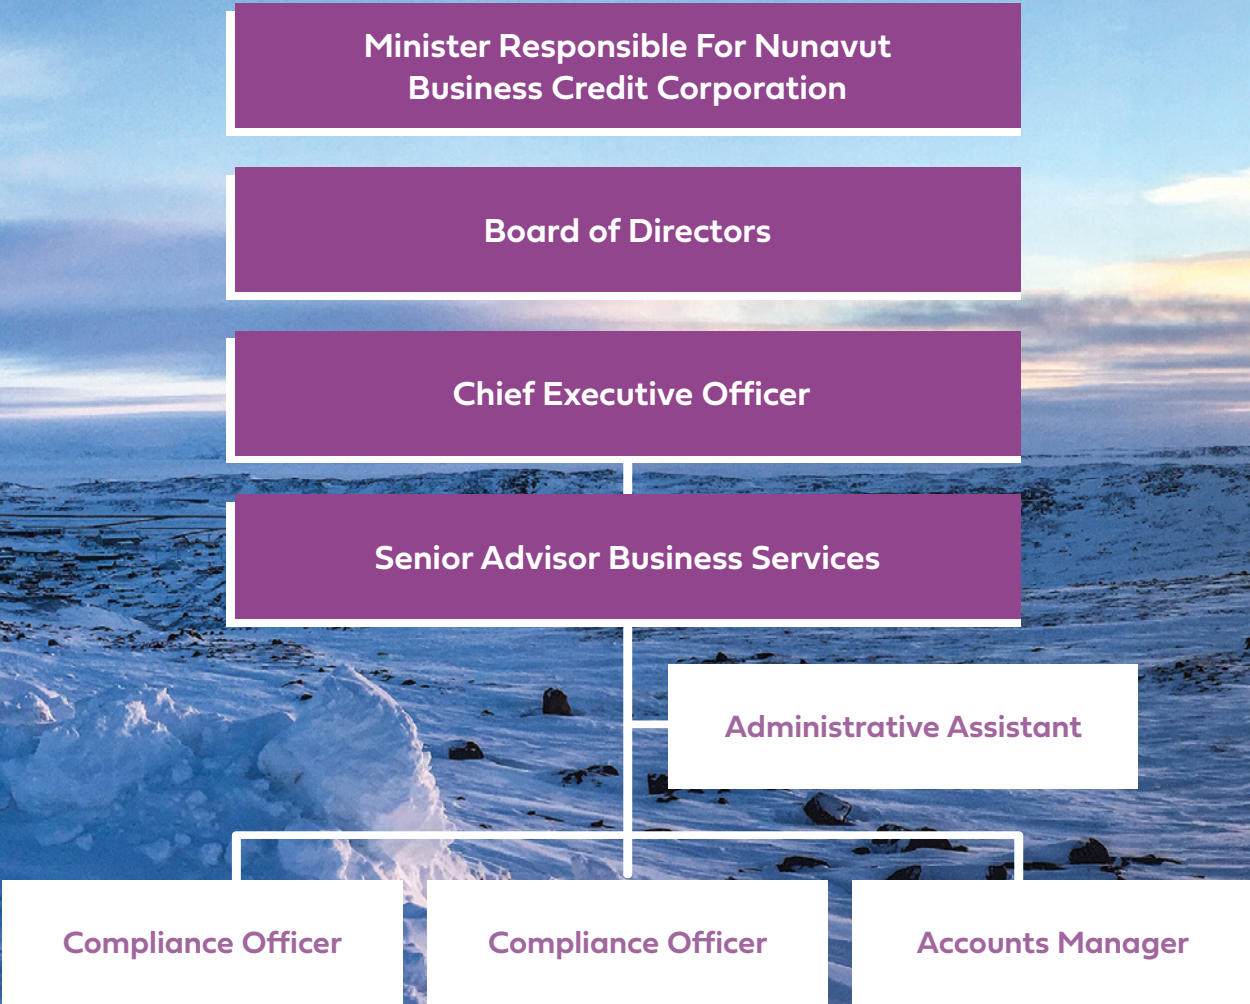 Minister Responsible For Nunavut
Business Credit Corporation
Board of Directors
Chief Executive Officer
Senior Advisor Business Services
Administrative Assistant
Compliance Officer
Compliance Officer
Accounts Manager